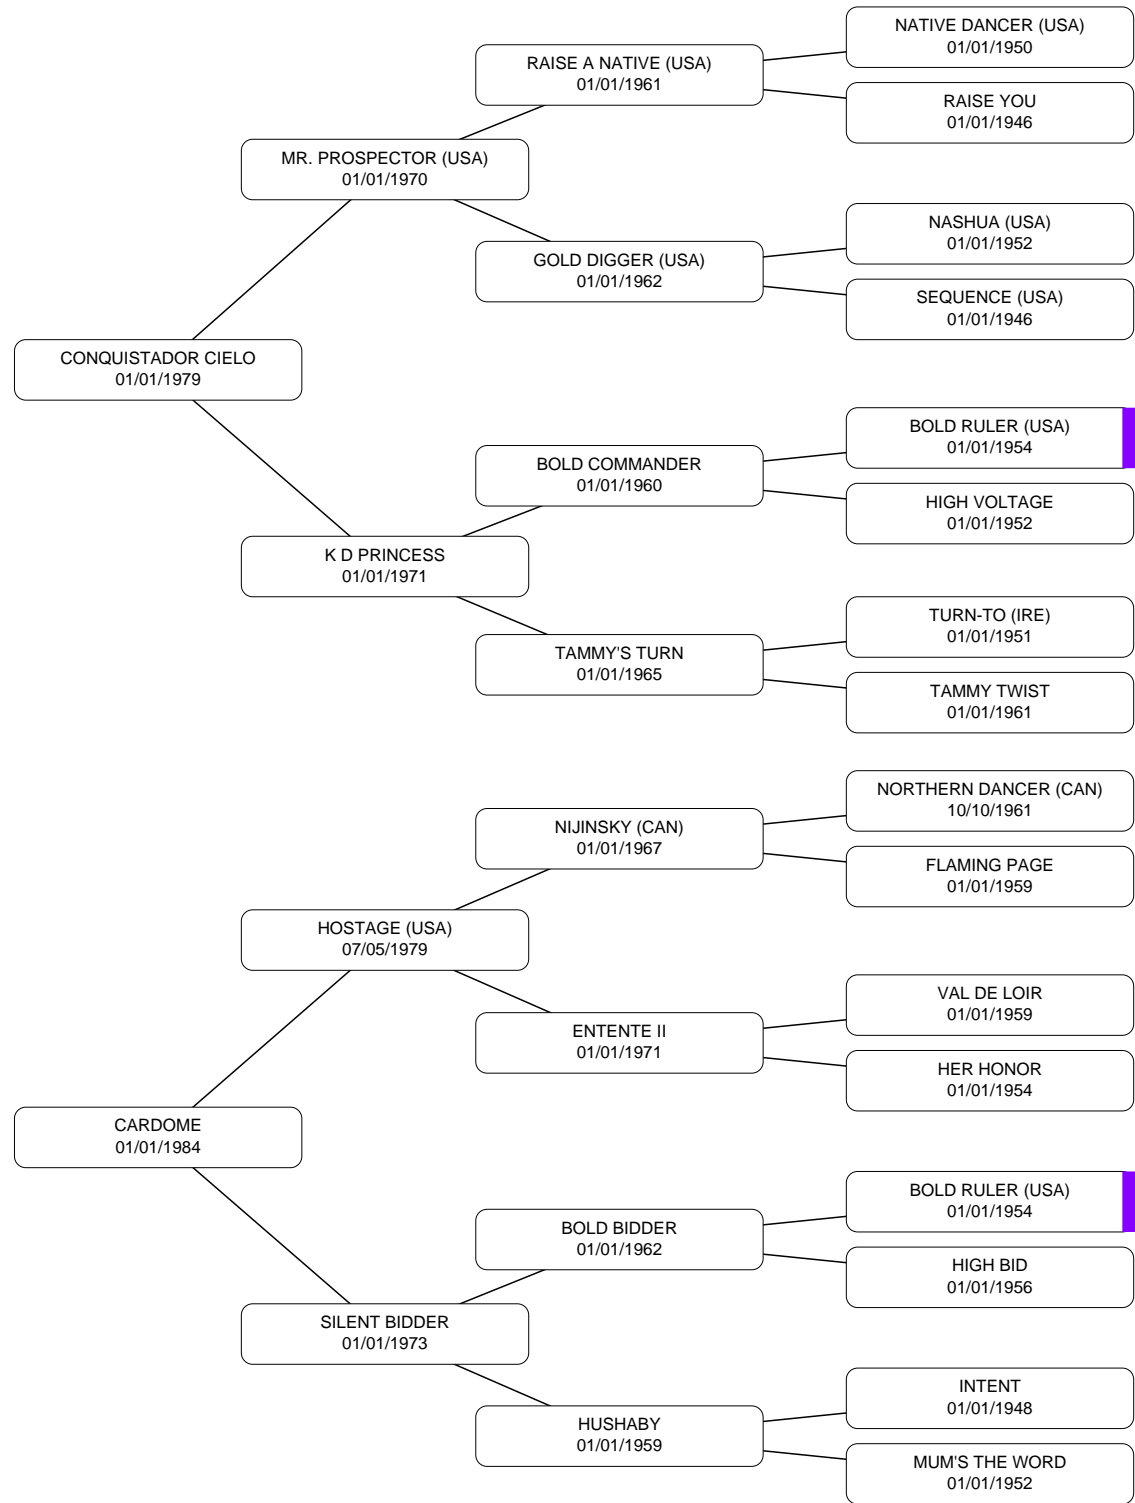 NATIVE DANCER (USA)
01/01/1950
RAISE A NATIVE (USA)
01/01/1961
RAISE YOU
01/01/1946
MR. PROSPECTOR (USA)
01/01/1970
NASHUA (USA)
01/01/1952
GOLD DIGGER (USA)
01/01/1962
SEQUENCE (USA)
01/01/1946
CONQUISTADOR CIELO
01/01/1979
BOLD RULER (USA)
01/01/1954
BOLD COMMANDER
01/01/1960
HIGH VOLTAGE
01/01/1952
K D PRINCESS
01/01/1971
TURN-TO (IRE)
01/01/1951
TAMMY'S TURN
01/01/1965
TAMMY TWIST
01/01/1961
NORTHERN DANCER (CAN)
10/10/1961
NIJINSKY (CAN)
01/01/1967
FLAMING PAGE
01/01/1959
HOSTAGE (USA)
07/05/1979
VAL DE LOIR
01/01/1959
ENTENTE II
01/01/1971
HER HONOR
01/01/1954
CARDOME
01/01/1984
BOLD RULER (USA)
01/01/1954
BOLD BIDDER
01/01/1962
HIGH BID
01/01/1956
SILENT BIDDER
01/01/1973
INTENT
01/01/1948
HUSHABY
01/01/1959
MUM'S THE WORD
01/01/1952